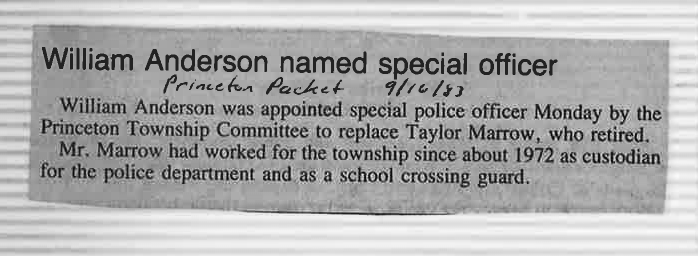 William Anderson named special officer
Princeton Packet 9/16/83
William Anderson was appointed special police officer Monday by the
Princeton Township Committee to replace Taylor Marrow, who retired.
Mr. Marrow had worked for the township since about 1972 as custodian
for the police department and as a school crossing guard.